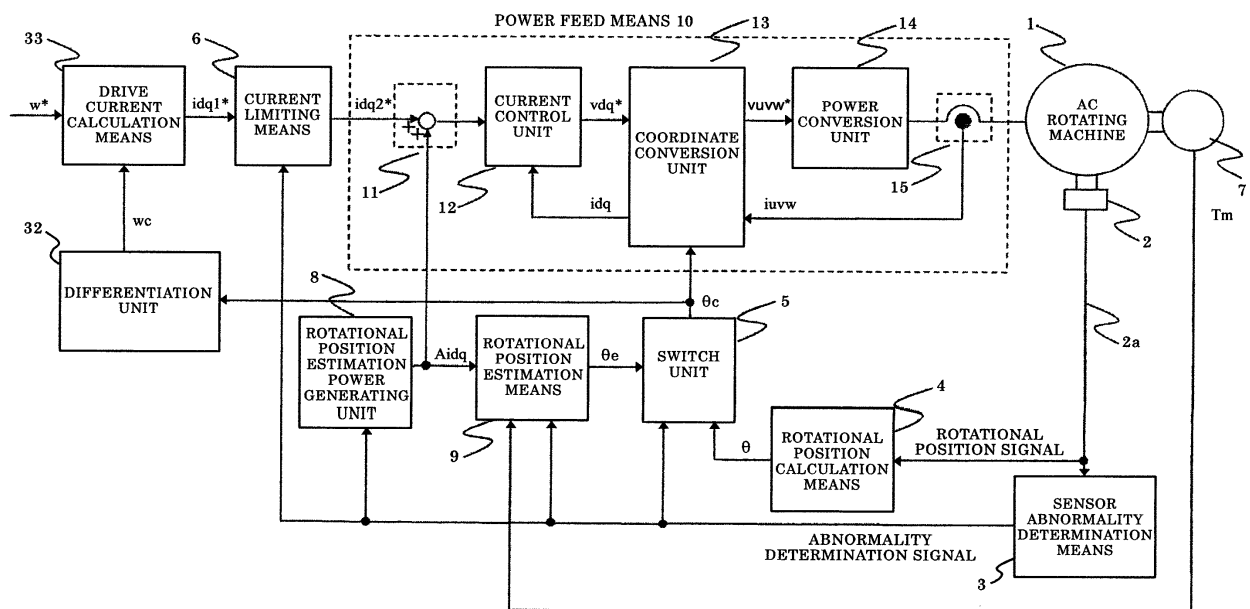 POWER FEED MEANS 10
13
14
1
33
6
w*
DRIVE
CURRENT
CALCULATION
MEANS
idq1*
CURRENT
LIMITING
MEANS
idq2*
+
+
11
CURRENT
CONTROL
UNIT
12
vdq*
COORDINATE
CONVERSION
UNIT
vuvw*
POWER
CONVERSION
UNIT
15
AC
ROTATING
MACHINE
7
idq
iuvw
2
Tm
wc
32
DIFFERENTIATION
UNIT
8
θc
5
2a
ROTATIONAL
POSITION
ESTIMATION
POWER
GENERATING
UNIT
Aidq
ROTATIONAL
POSITION
ESTIMATION
MEANS
9
θe
SWITCH
UNIT
4
θ
ROTATIONAL
POSITION
CALCULATION
MEANS
ROTATIONAL
POSITION SIGNAL
SENSOR
ABNORMALITY
DETERMINATION
MEANS
3
ABNORMALITY
DETERMINATION SIGNAL